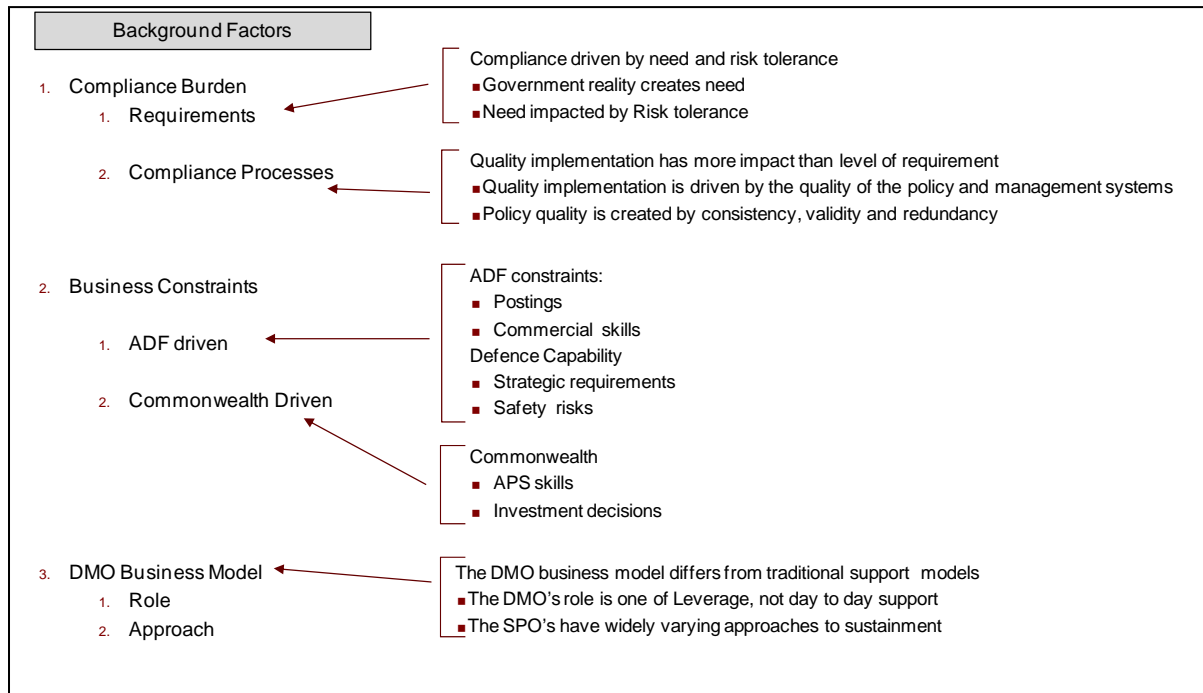 Background Factors
1. Compliance Burden
1. Requirements
2. Compliance Processes
Compliance driven by need and risk tolerance
■ Government reality creates need
■ Need impacted by Risk tolerance
Quality implementation has more impact than level of requirement
■ Quality implementation is driven by the quality of the policy and management systems
■ Policy quality is created by consistency, validity and redundancy
2. Business Constraints
1. ADF driven
2. Commonwealth Driven
ADF constraints:
■ Postings
■ Commercial skills
Defence Capability
■ Strategic requirements
■ Safety risks
Commonwealth
■ APS skills
■ Investment decisions
3. DMO Business Model
1. Role
2. Approach
The DMO business model differs from traditional support models
■ The DMO's role is one of Leverage, not day to day support
■ The SPO's have widely varying approaches to sustainment